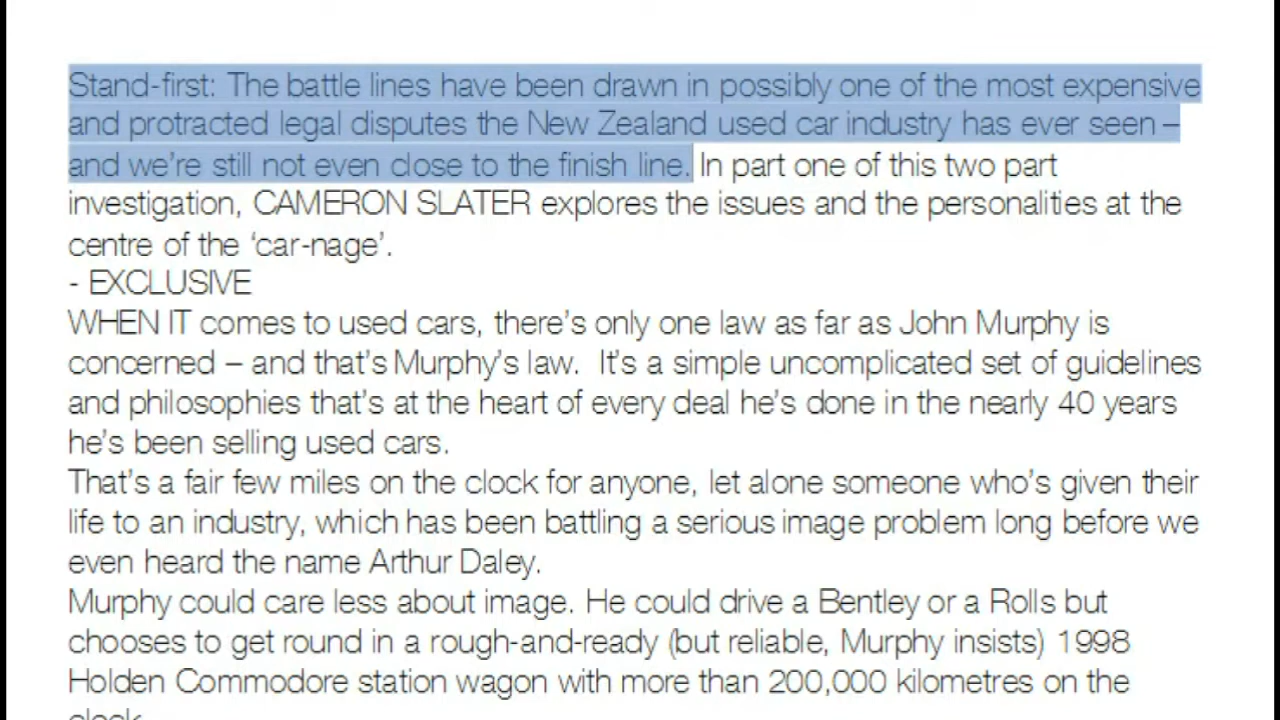 Stand-first: The battle lines have been drawn in possibly one of the most expensive
and protracted legal disputes the New Zealand used car industry has ever seen –
and we're still not even close to the finish line. In part one of this two part
investigation, CAMERON SLATER explores the issues and the personalities at the
centre of the 'car-nage'.
- EXCLUSIVE
WHEN IT comes to used cars, there's only one law as far as John Murphy is
concerned – and that's Murphy's law.  It's a simple uncomplicated set of guidelines
and philosophies that's at the heart of every deal he's done in the nearly 40 years
he's been selling used cars.
That's a fair few miles on the clock for anyone, let alone someone who's given their
life to an industry, which has been battling a serious image problem long before we
even heard the name Arthur Daley.
Murphy could care less about image. He could drive a Bentley or a Rolls but
chooses to get round in a rough-and-ready (but reliable, Murphy insists) 1998
Holden Commodore station wagon with more than 200,000 kilometres on the
clock